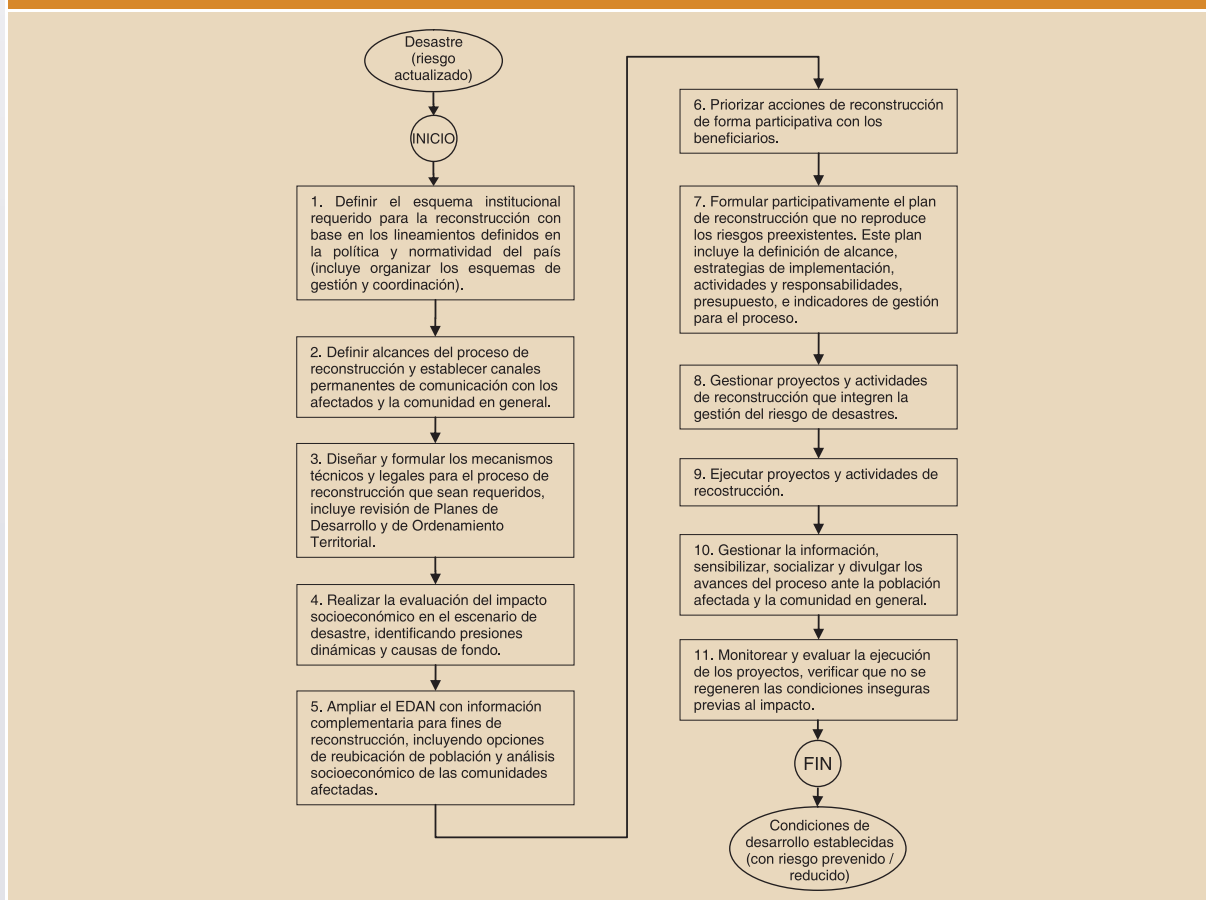 Desastre
(riesgo
actualizado)
INICIO
1. Definir el esquema institucional
requerido para la reconstrucción con
base en los lineamientos definidos en
la política y normatividad del país
(incluye organizar los esquemas de
gestión y coordinación).
2. Definir alcances del proceso de
reconstrucción y establecer canales
permanentes de comunicación con los
afectados y la comunidad en general.
3. Diseñar y formular los mecanismos
técnicos y legales para el proceso de
reconstrucción que sean requeridos,
incluye revisión de Planes de
Desarrollo y de Ordenamiento
Territorial.
4. Realizar la evaluación del impacto
socioeconómico en el escenario de
desastre, identificando presiones
dinámicas y causas de fondo.
5. Ampliar el EDAN con información
complementaria para fines de
reconstrucción, incluyendo opciones
de reubicación de población y análisis
socioeconómico de las comunidades
afectadas.
6. Priorizar acciones de reconstrucción
de forma participativa con los
beneficiarios.
7. Formular participativamente el plan
de reconstrucción que no reproduce
los riesgos preexistentes. Este plan
incluye la definición de alcance,
estrategias de implementación,
actividades y responsabilidades,
presupuesto, e indicadores de gestión
para el proceso.
8. Gestionar proyectos y actividades
de reconstrucción que integren la
gestión del riesgo de desastres.
9. Ejecutar proyectos y actividades de
recostrucción.
10. Gestionar la información,
sensibilizar, socializar y divulgar los
avances del proceso ante la población
afectada y la comunidad en general.
11. Monitorear y evaluar la ejecución
de los proyectos, verificar que no se
regeneren las condiciones inseguras
previas al impacto.
FIN
Condiciones de
desarrollo establecidas
(con riesgo prevenido /
reducido)